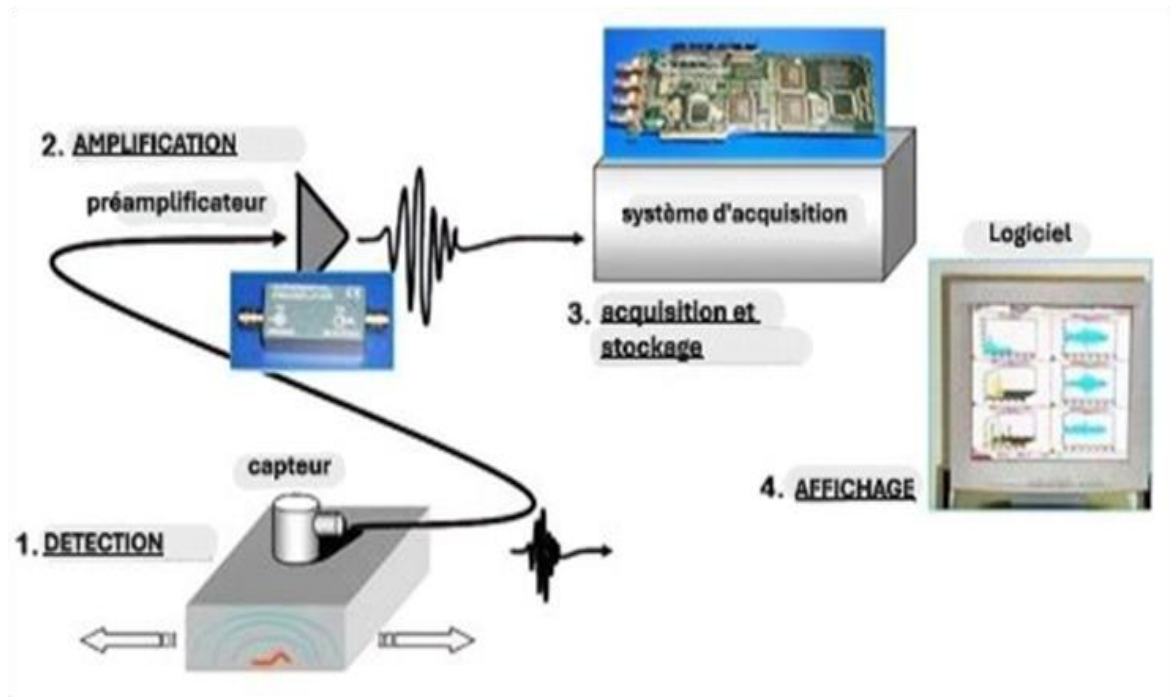 2. AMPLIFICATION
préamplificateur
système d'acquisition
Logiciel
3. acquisition et
stockage
capteur
4. AFFICHAGE
1. DETECTION